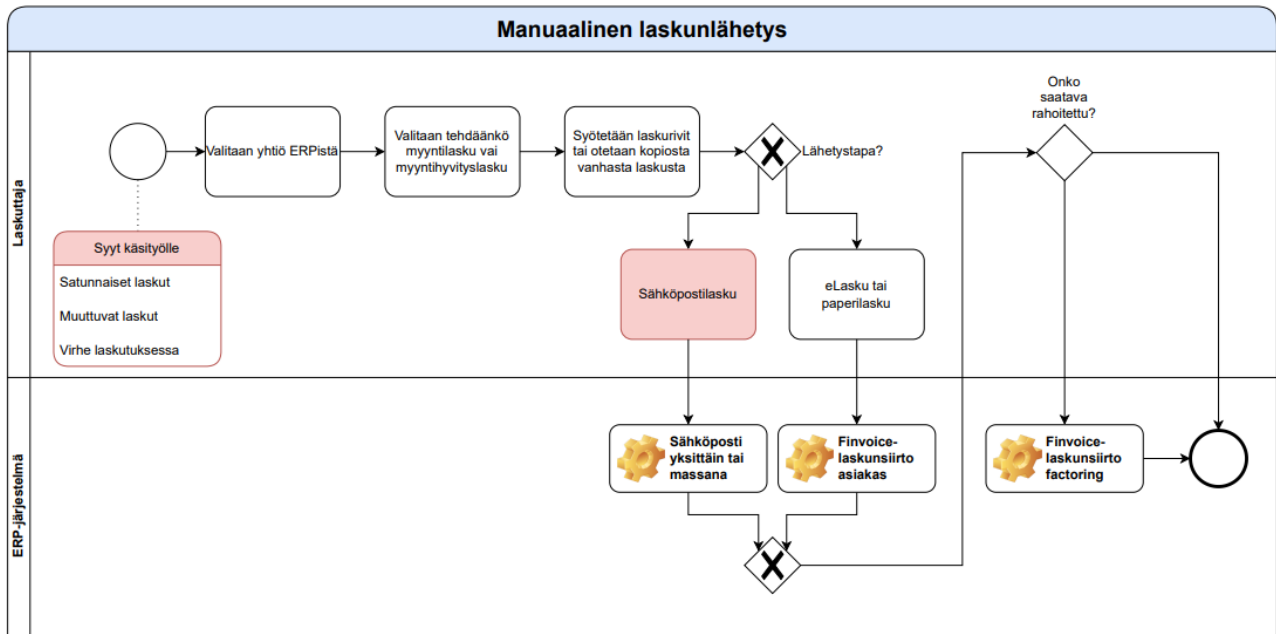 Manuaalinen laskunlähetys
Laskuttaja
Valitaan yhtiö ERPistä
Valitaan tehdäänkö
myyntilasku vai
myyntihyvityslasku
Syötetään laskurivit
tai otetaan kopiosta
vanhasta laskusta
Lähetystapa?
Onko
saatava
rahoitettu?
Syyt käsityölle
Satunnaiset laskut
Muuttuvat laskut
Virhe laskutuksessa
Sähköpostilasku
eLasku tai
paperilasku
ERP-järjestelmä
Sähköposti
yksittäin tai
massana
Finvoice-
laskunsiirto
asiakas
Finvoice-
laskunsiirto
factoring